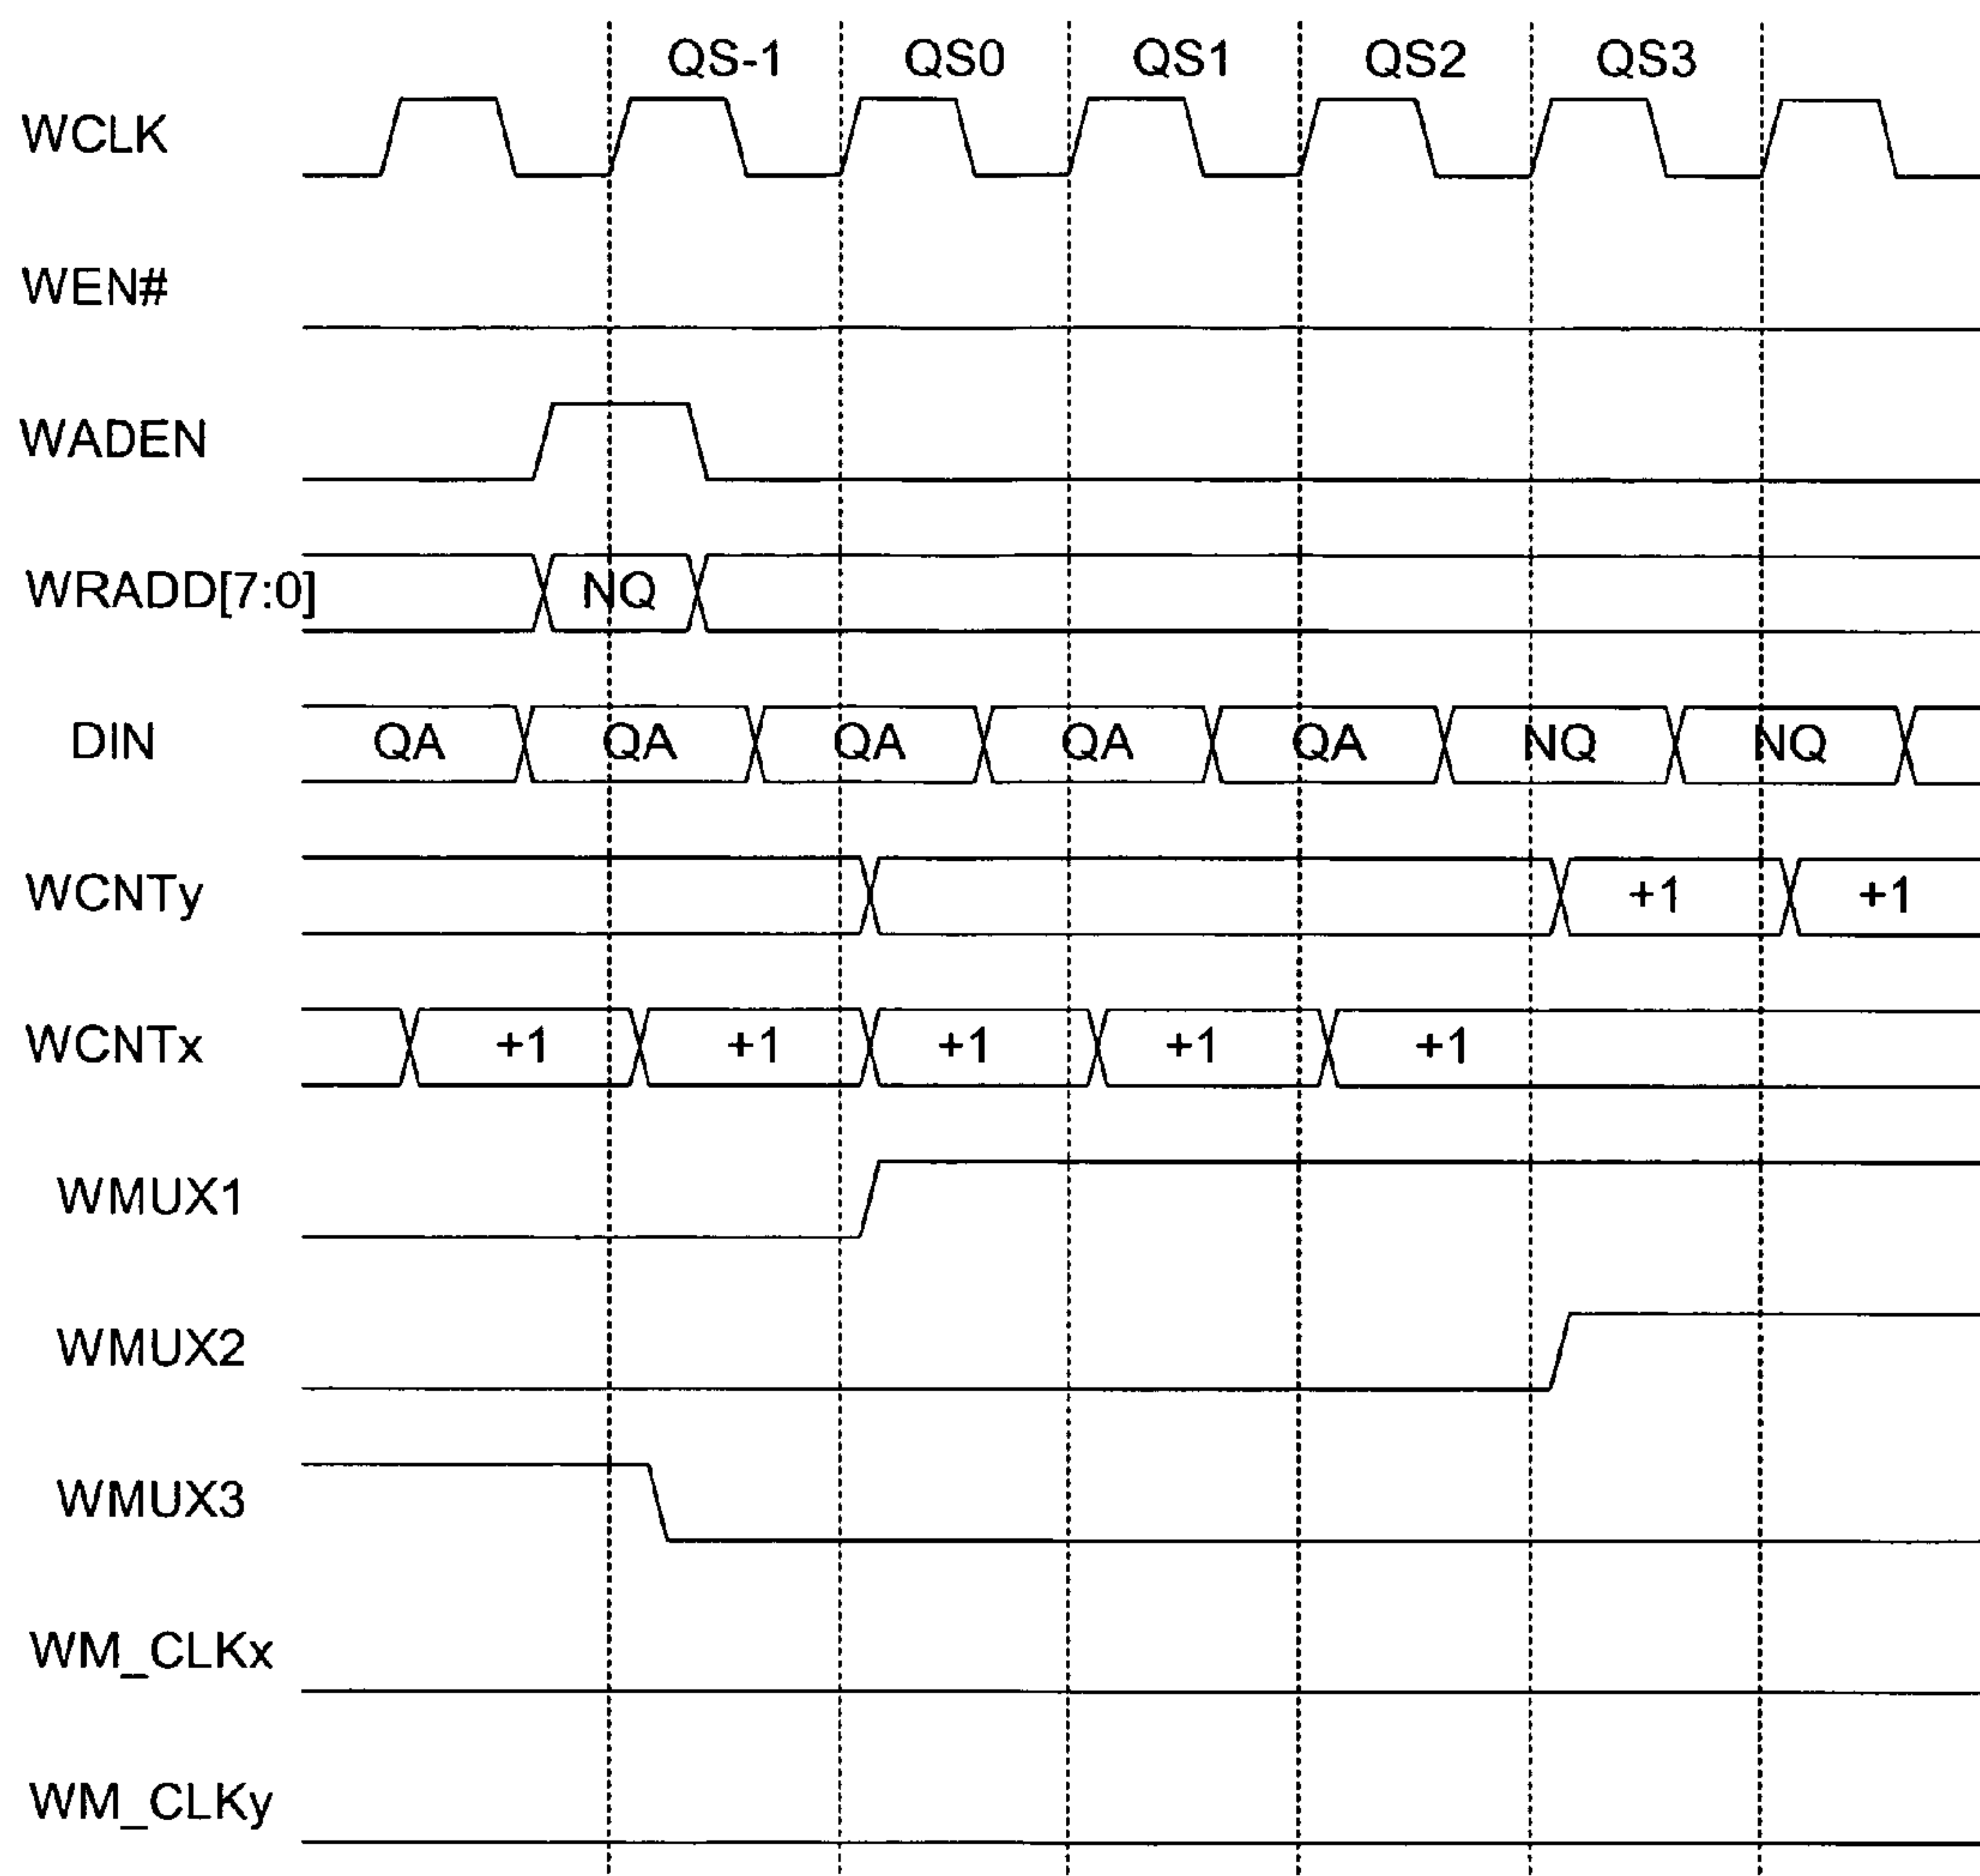 QS-1 QS0 QS1 QS2 QS3
WCLK
WEN#
WADEN
WRADD[7:0] NQ
DIN QA QA QA QA QA NQ NQ
WCNTy +1 +1
WCNTx +1 +1 +1 +1 +1
WMUX1
WMUX2
WMUX3
WM_CLKx
WM_CLKy